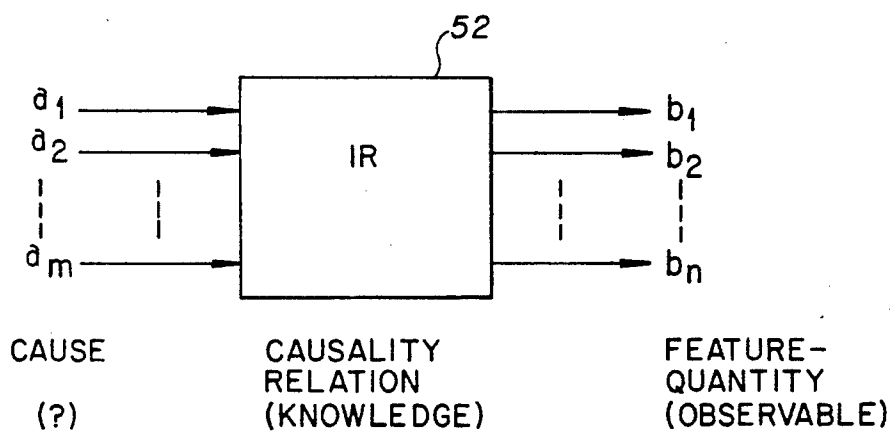 52
a1 b1
a2 IR b2
am bn
CAUSE CAUSALITY FEATURE-
RELATION QUANTITY
(?) (KNOWLEDGE) (OBSERVABLE)